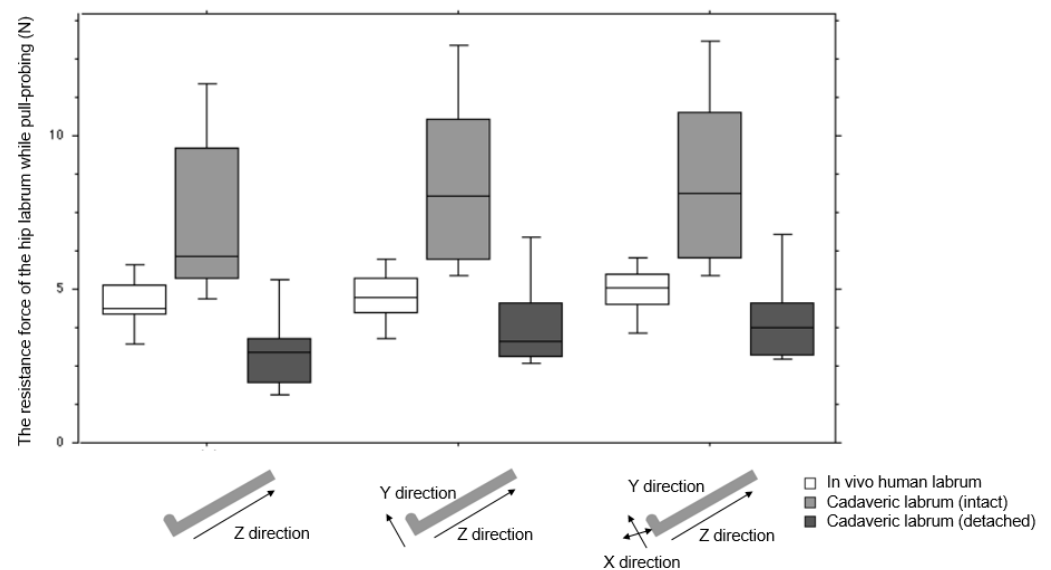 The resistance force of the hip labrum while pull-probing (N)
10
5
0
Z direction
Y direction
Z direction
Y direction
Z direction
X direction
In vivo human labrum
Cadaveric labrum (intact)
Cadaveric labrum (detached)